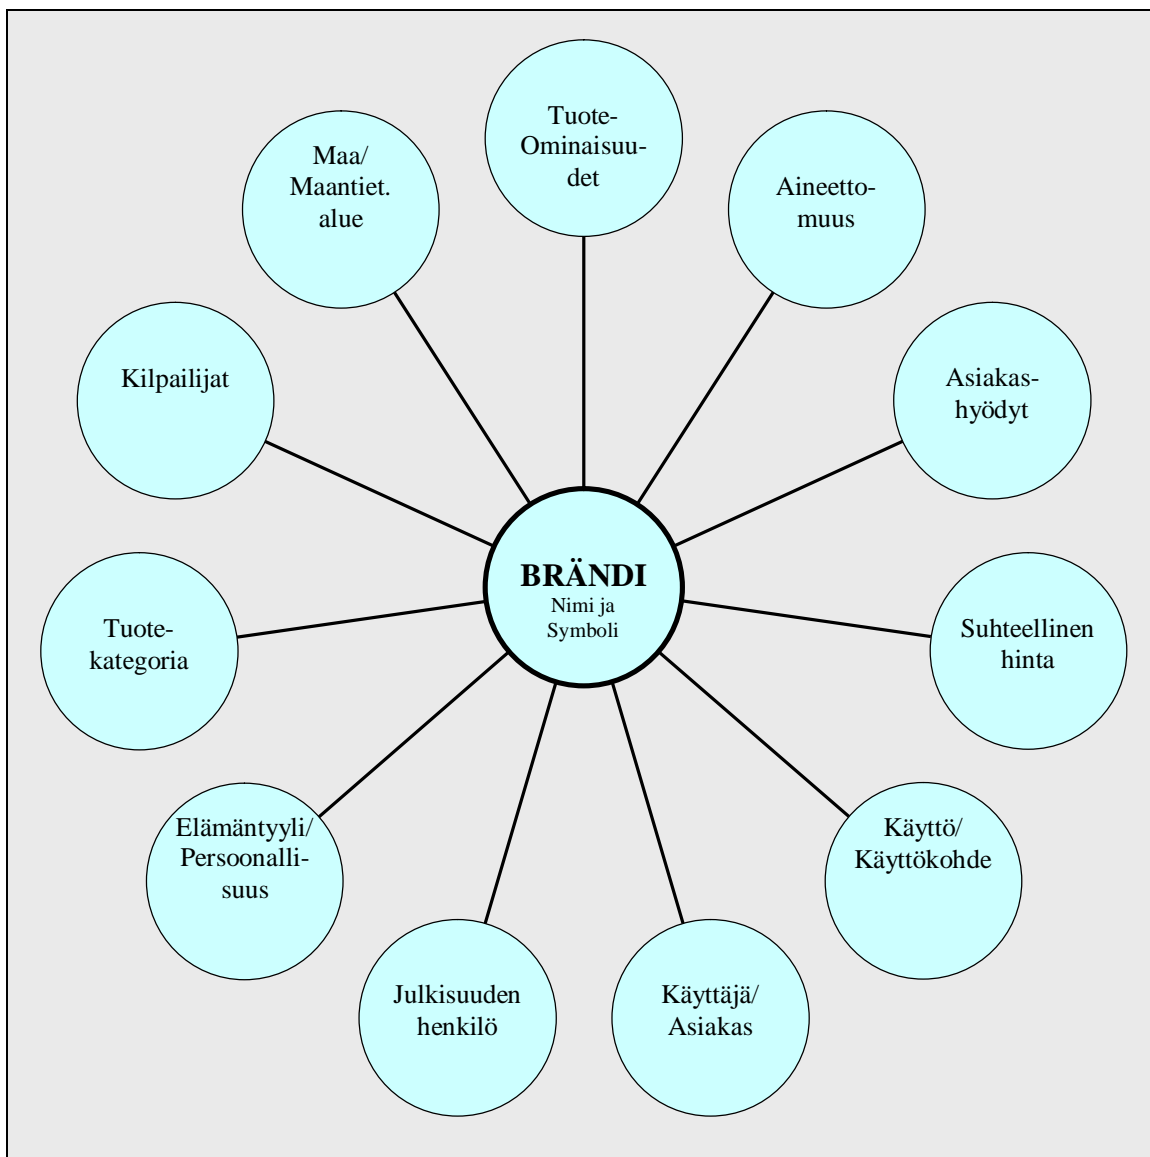 Tuote-
Ominaisuu-
det
Aineetto-
muus
Asiakas-
hyödyt
Suhteellinen
hinta
Käyttö/
Käyttökohde
Käyttäjä/
Asiakas
Julkisuuden
henkilö
Elämäntyyli/
Persoonalli-
suus
Tuote-
kategoria
Kilpailijat
Maa/
Maantiet.
alue
BRÄNDI
Nimi ja
Symboli